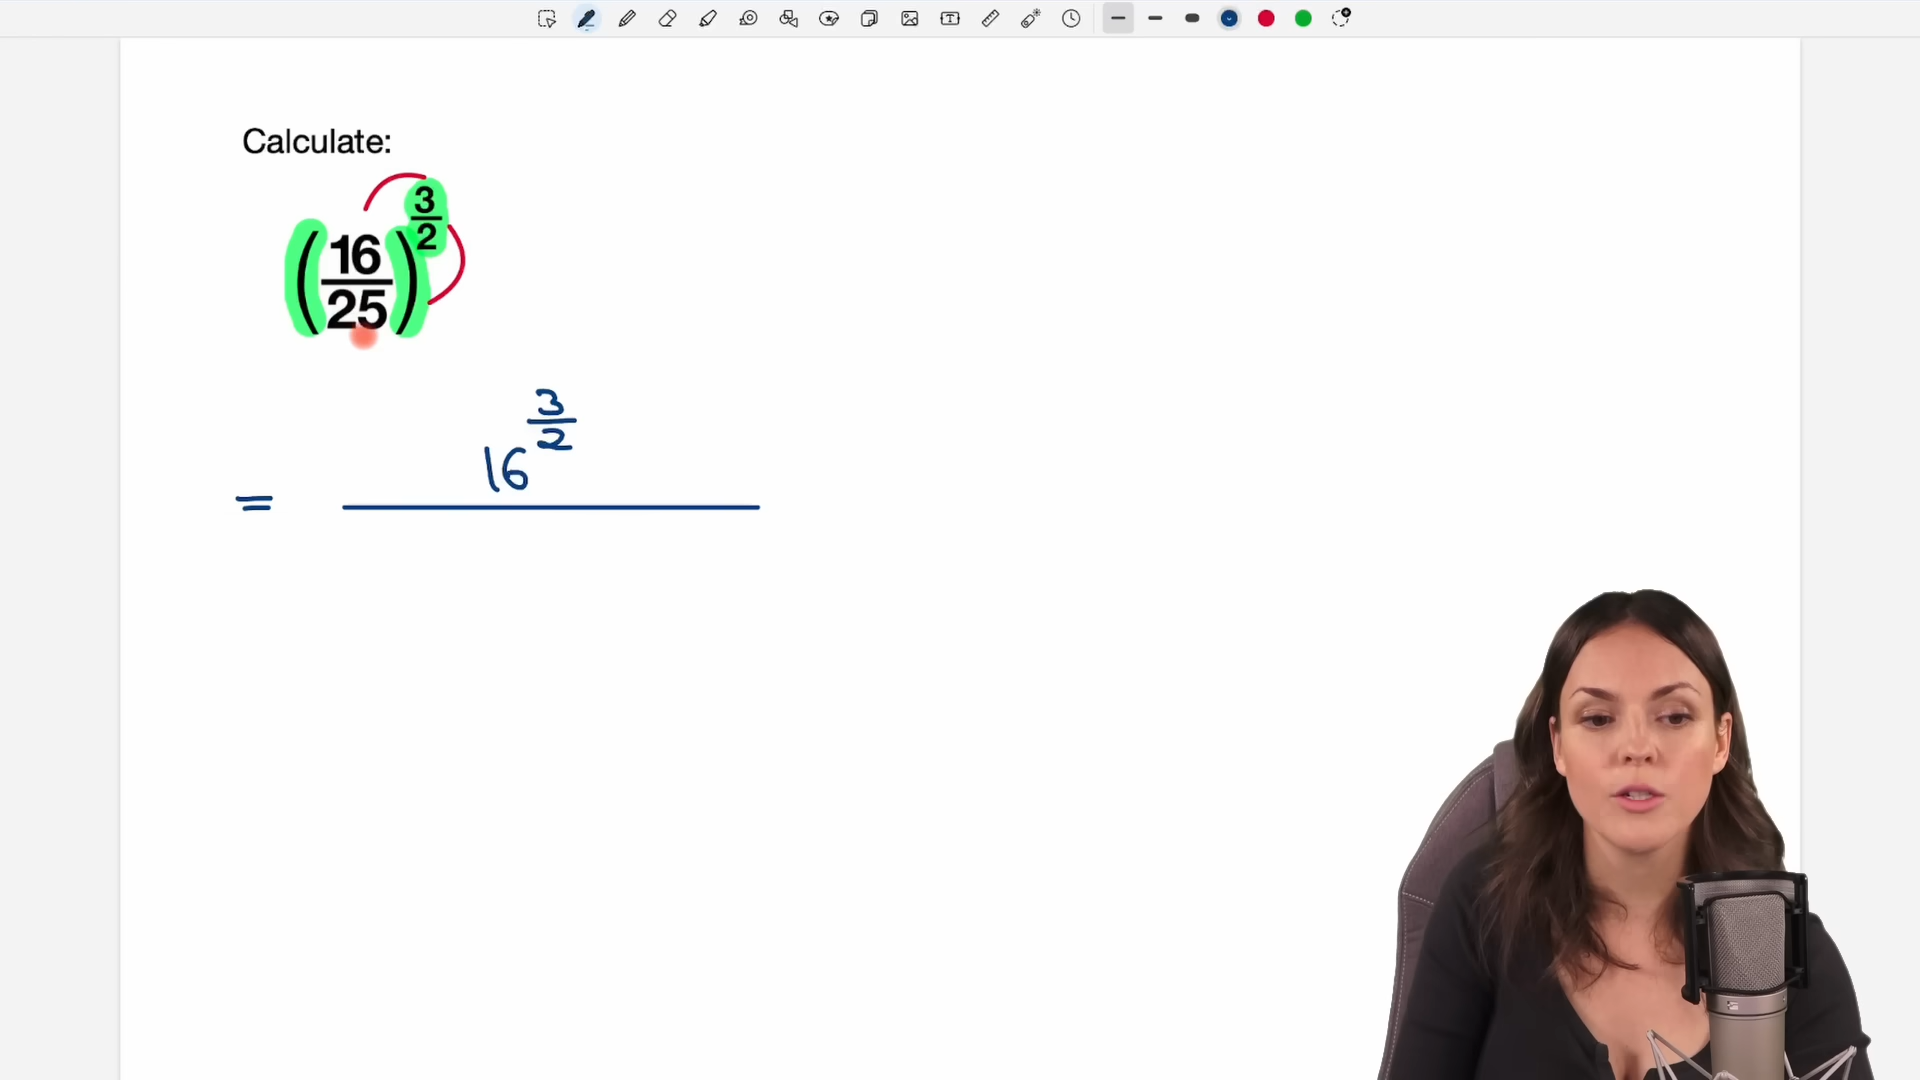 Calculate:
(16/25)^(3/2)
= 16^(3/2)